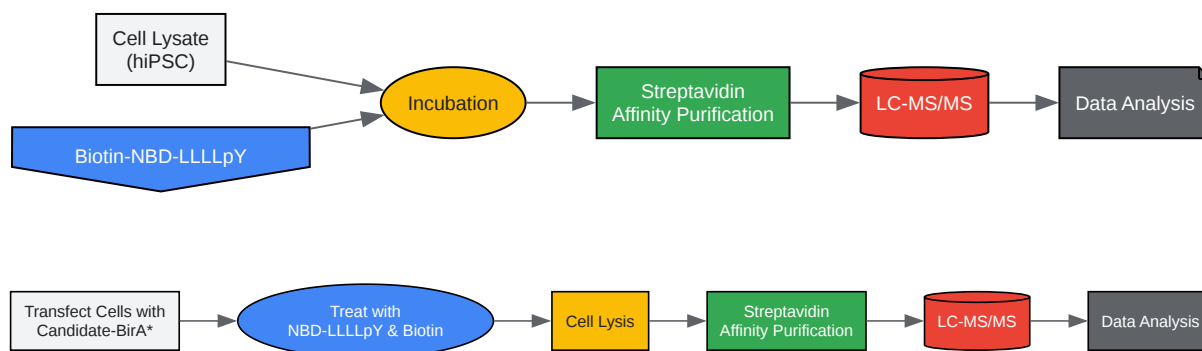 Cell Lysate
(hiPSC)
Biotin-NBD-LLLLpY
Incubation
Streptavidin
Affinity Purification
LC-MS/MS
Data Analysis
Transfect Cells with
Candidate-BirA*
Treat with
NBD-LLLLpY & Biotin
Cell Lysis
Streptavidin
Affinity Purification
LC-MS/MS
Data Analysis